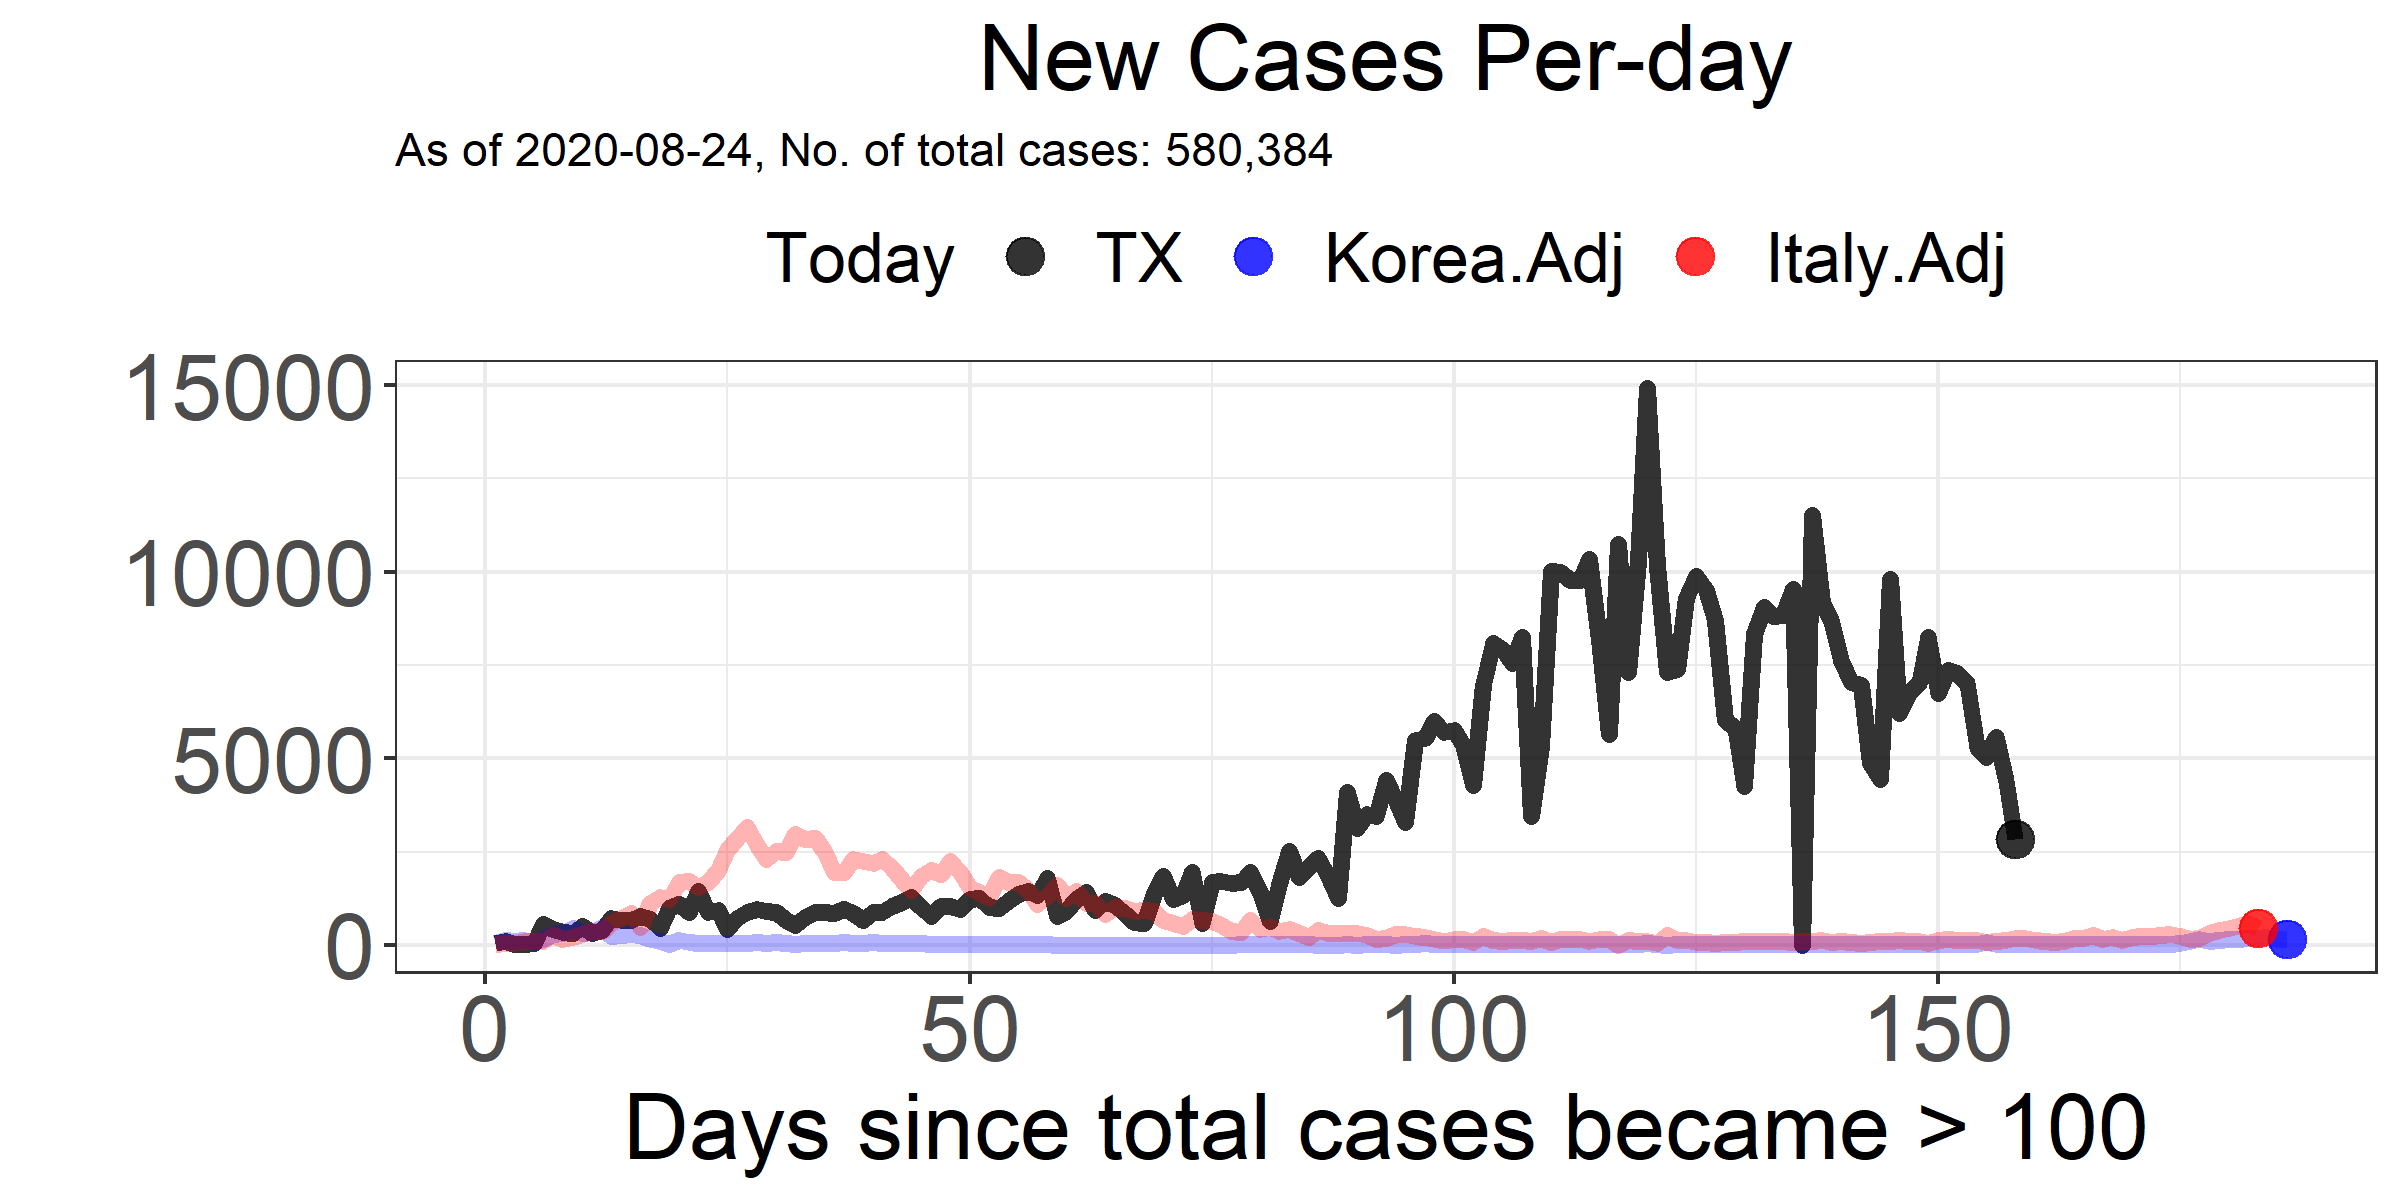 New Cases Per-day
As of 2020-08-24, No. of total cases: 580,384
Today TX Korea.Adj Italy.Adj
15000
10000
5000
0
0 50 100 150
Days since total cases became > 100